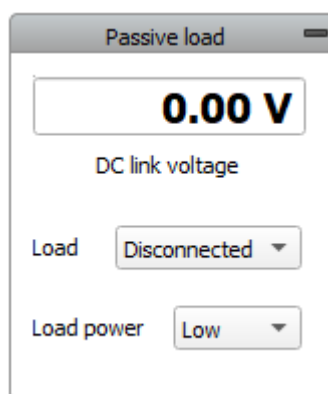 Passive load
0.00 V
DC link voltage
Load Disconnected
Load power Low